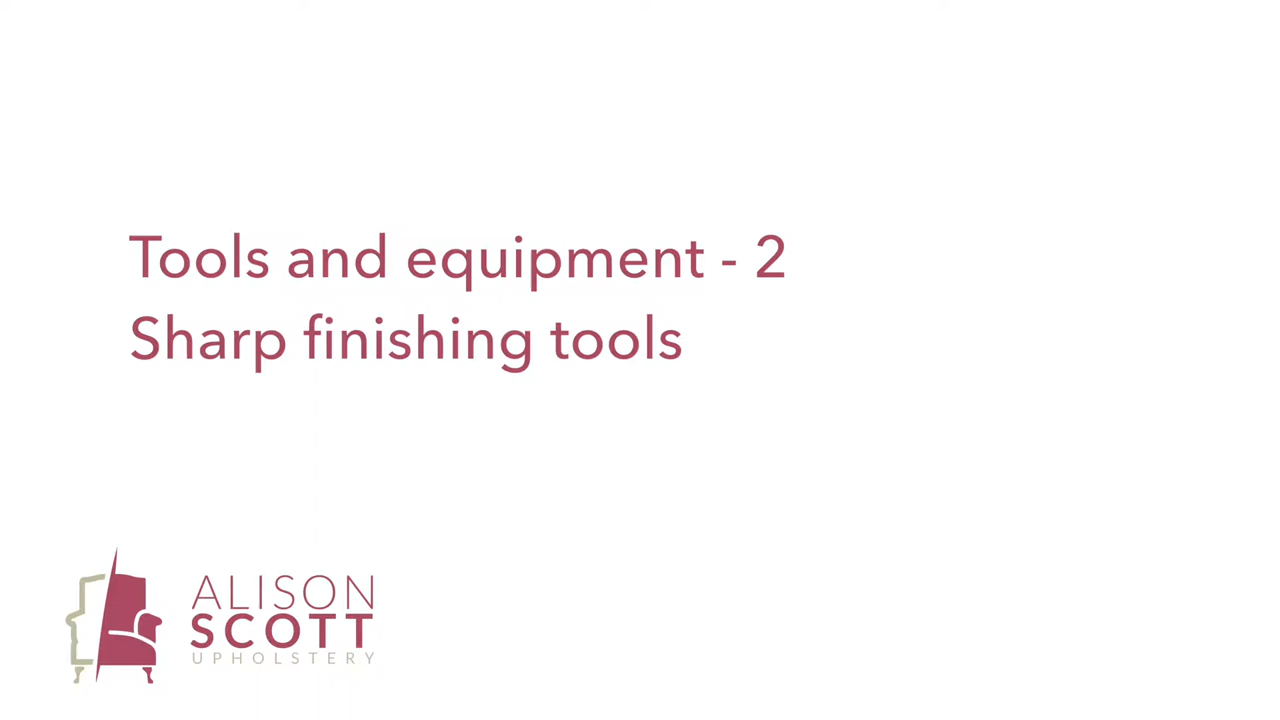 Tools and equipment - 2
Sharp finishing tools
ALISON
SCOTT
UPHOLSTERY